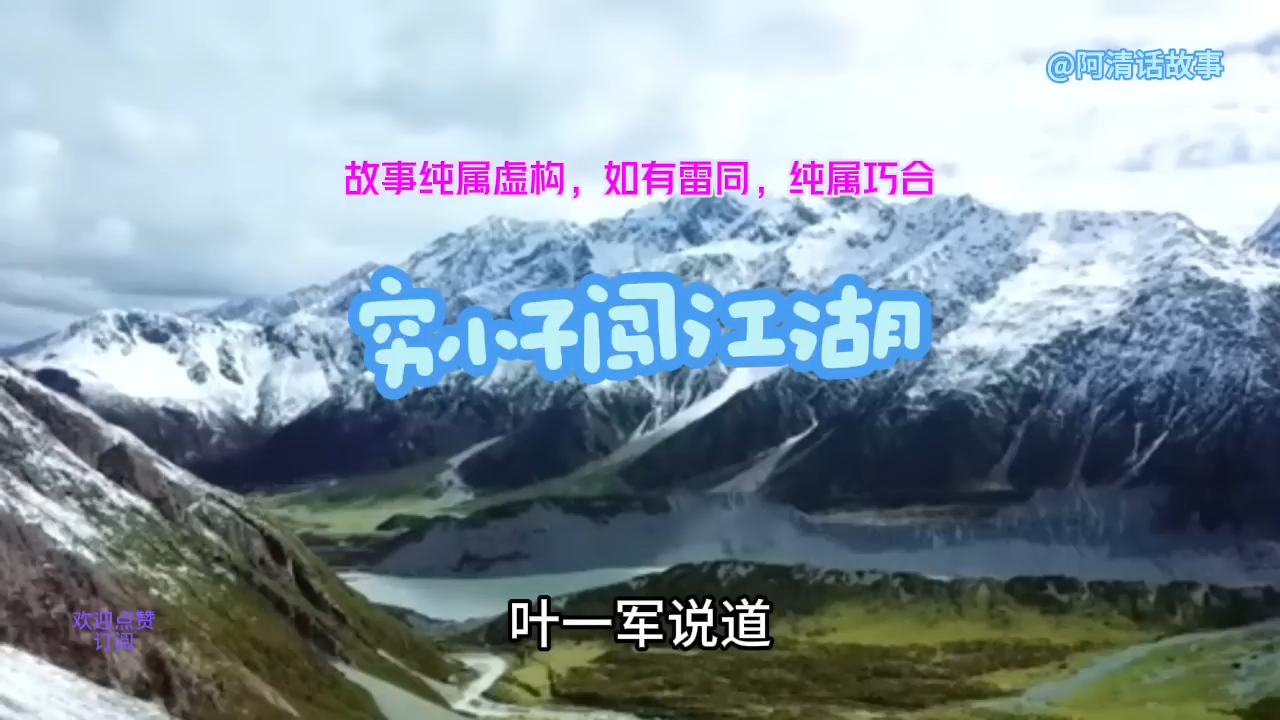 @阿清话故事
故事纯属虚构，如有雷同，纯属巧合
穷小子闯江湖
叶一军说道
欢迎点赞
订阅